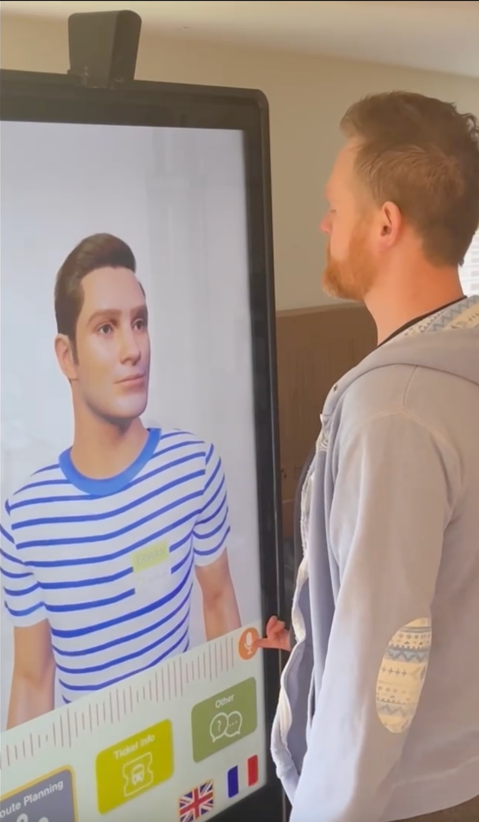 Other
Ticket Info
oute Planning